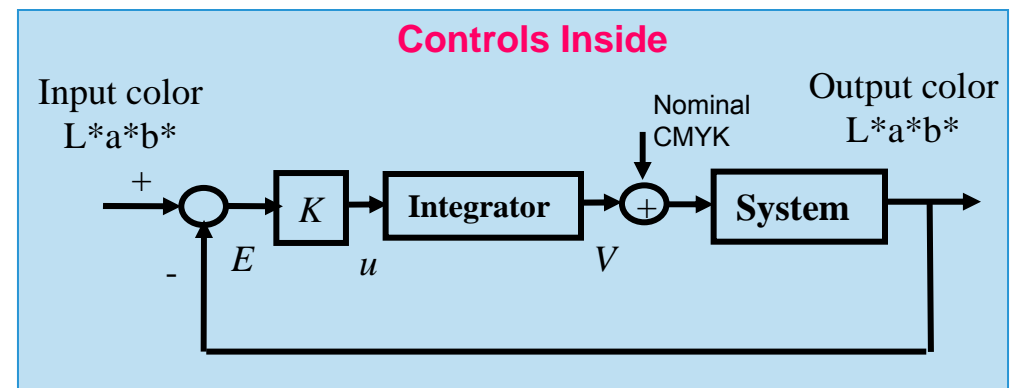 Controls Inside
Input color
L*a*b*
Nominal
CMYK
Output color
L*a*b*
+
-
E
K
u
Integrator
V
+
System